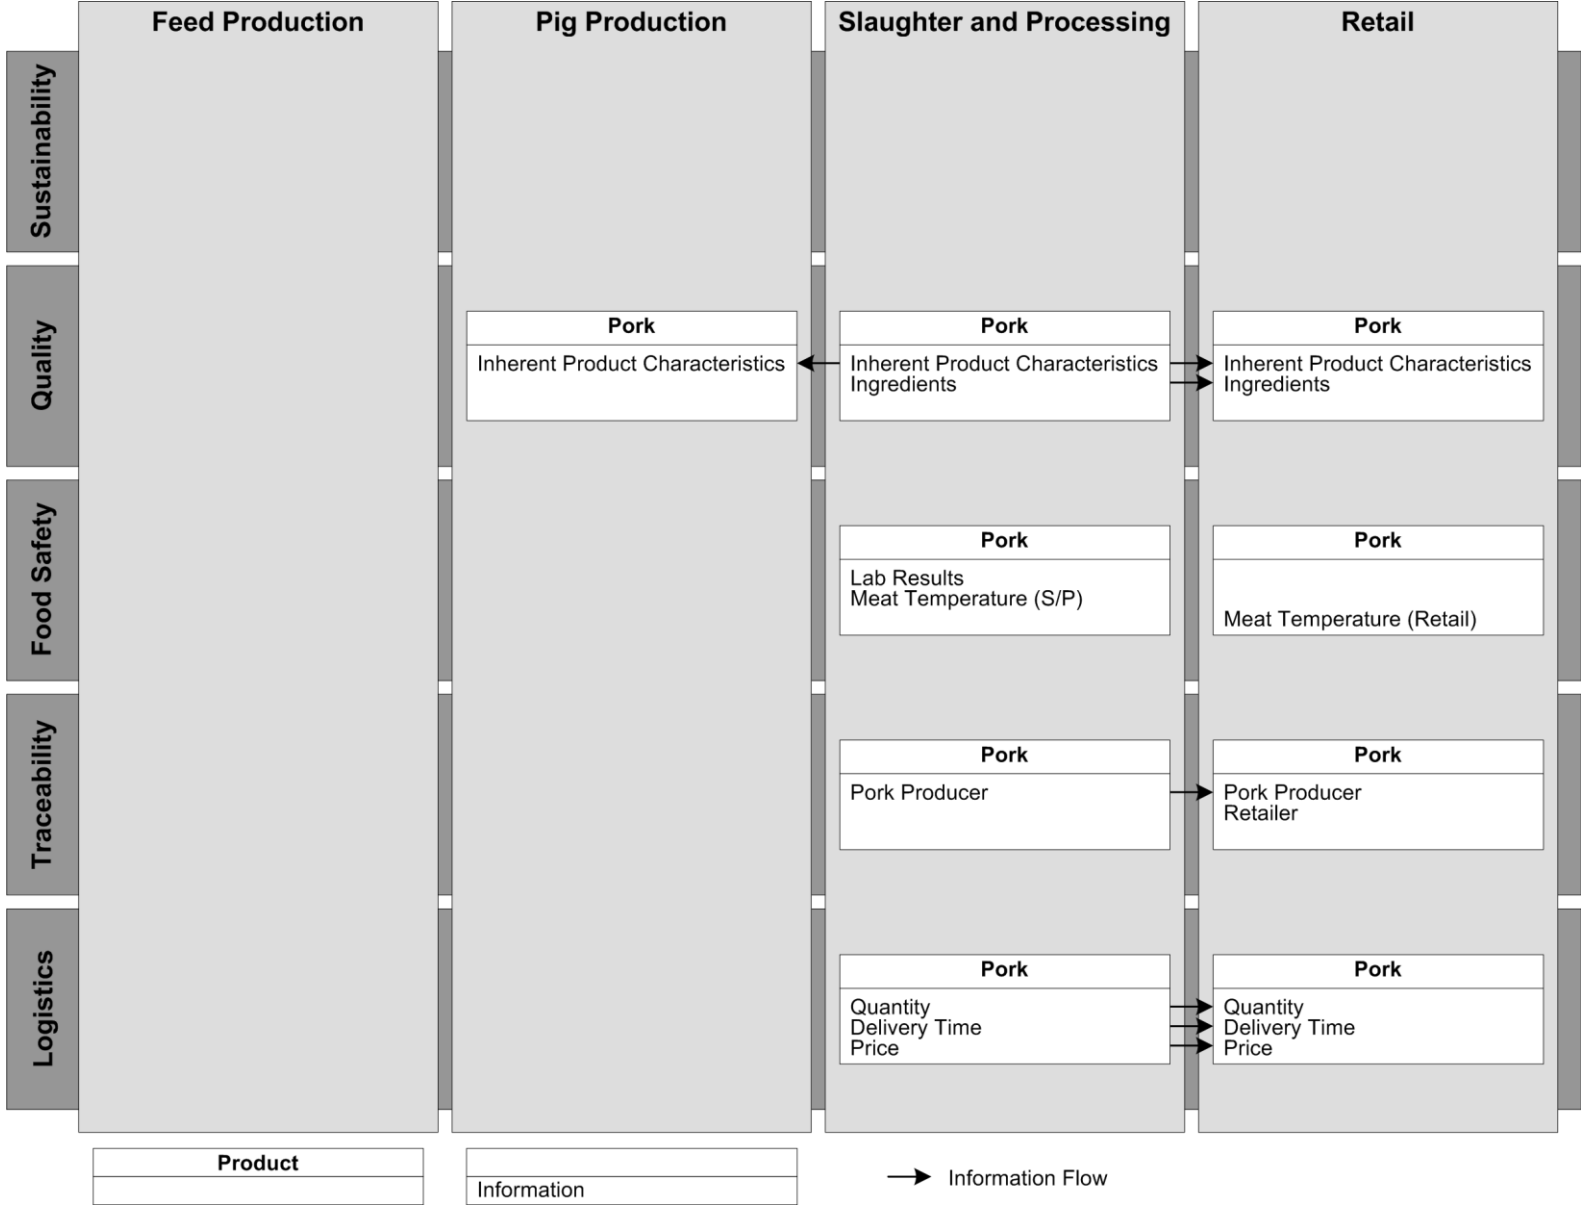 Feed Production
Pig Production
Slaughter and Processing
Retail
Sustainability
Quality
Pork
Inherent Product Characteristics
Pork
Inherent Product Characteristics
Ingredients
Pork
Inherent Product Characteristics
Ingredients
Food Safety
Pork
Lab Results
Meat Temperature (S/P)
Pork
Meat Temperature (Retail)
Traceability
Pork
Pork Producer
Pork
Pork Producer
Retailer
Logistics
Pork
Quantity
Delivery Time
Price
Pork
Quantity
Delivery Time
Price
Product
Information
Information Flow